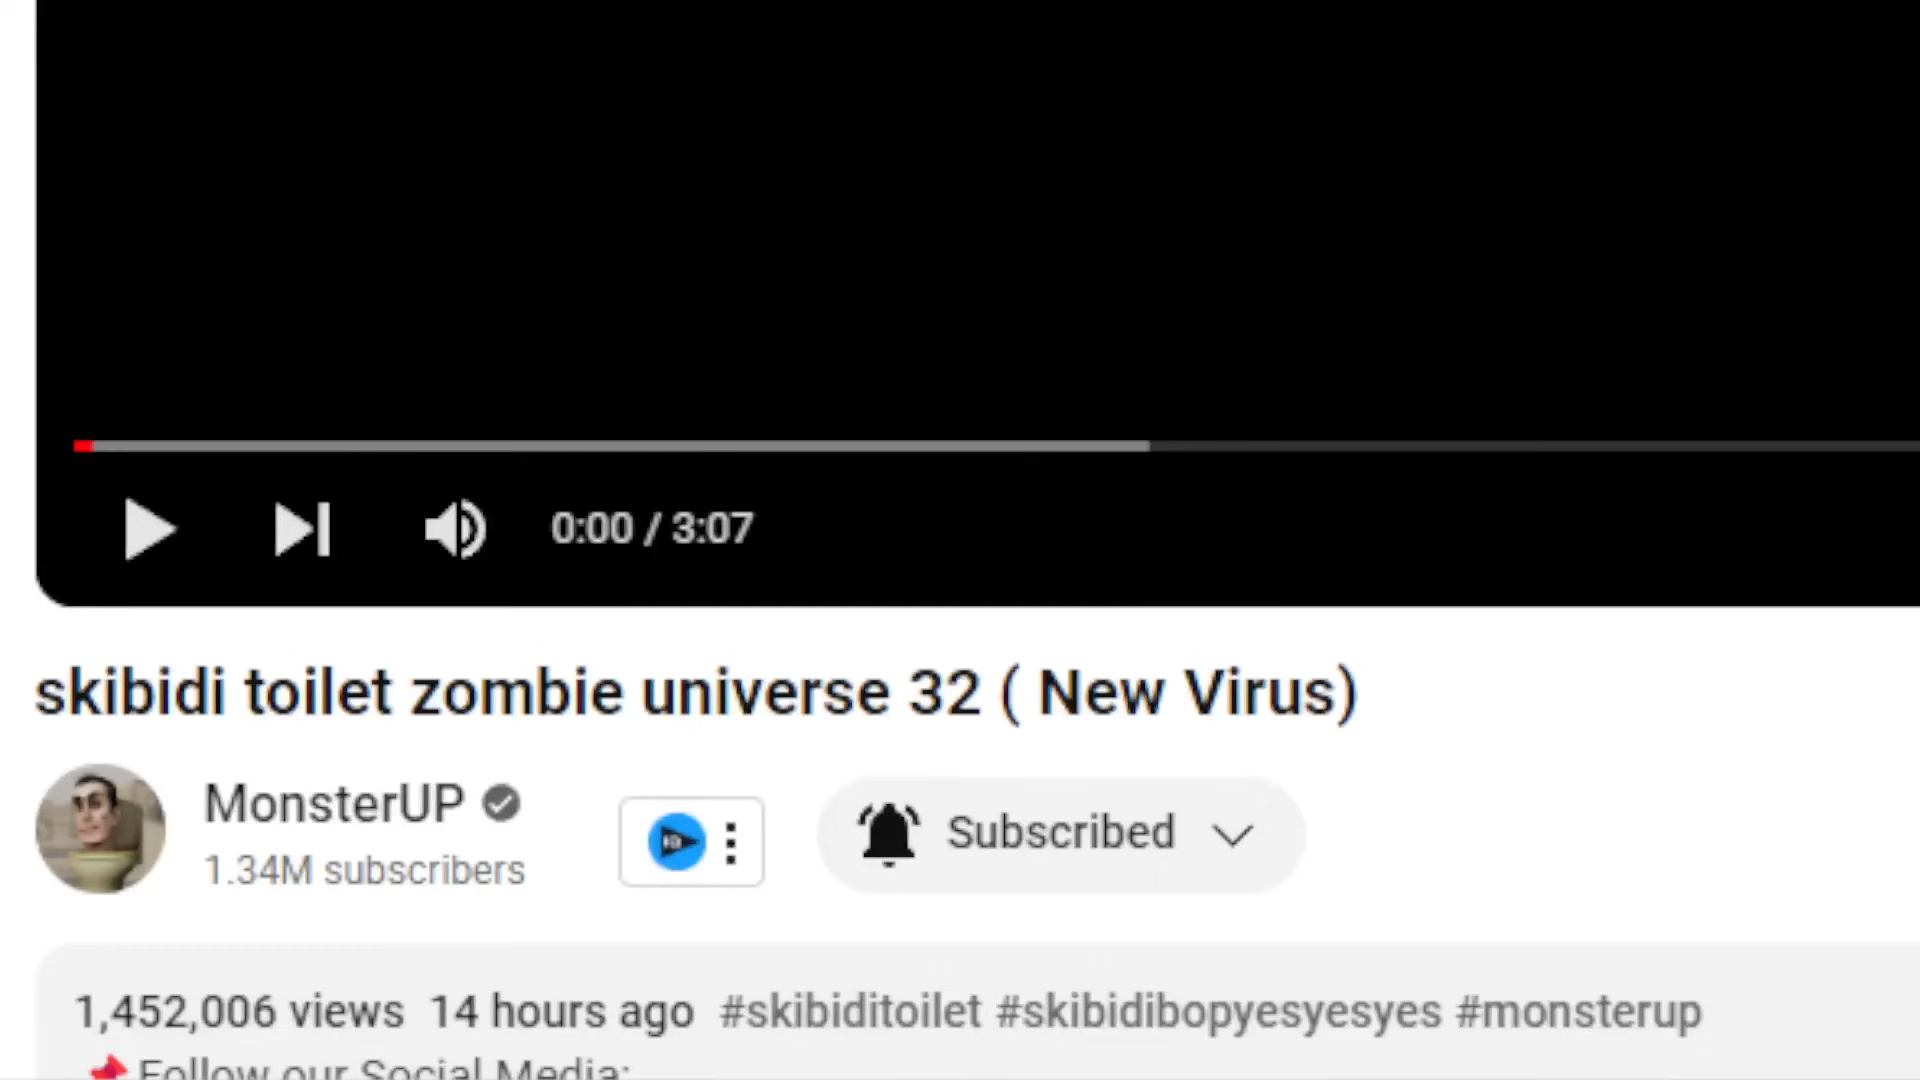 0:00 / 3:07
skibidi toilet zombie universe 32 ( New Virus)
MonsterUP
1.34M subscribers
Subscribed
1,452,006 views 14 hours ago #skibiditoilet #skibidibopyesyesyes #monsterup
Follow our Social Media: